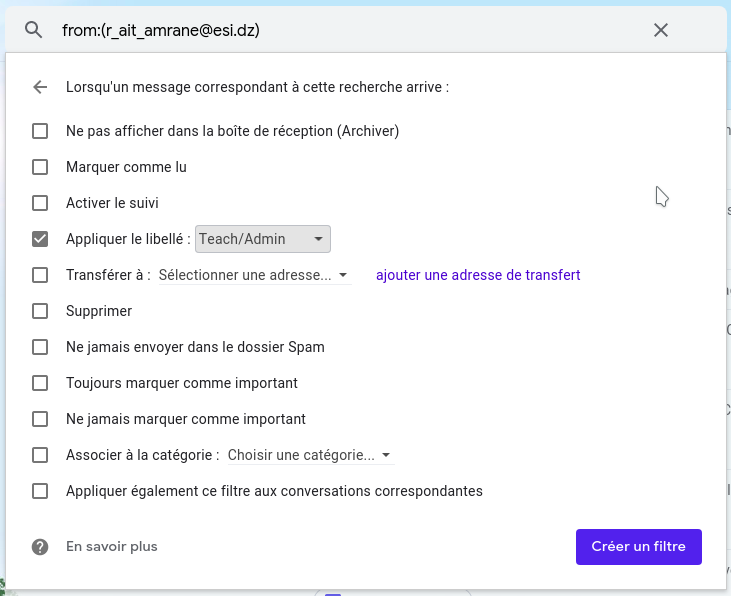 from:(r_ait_amrane@esi.dz)
Lorsqu'un message correspondant à cette recherche arrive :
Ne pas afficher dans la boîte de réception (Archiver)
Marquer comme lu
Activer le suivi
Appliquer le libellé : Teach/Admin
Transférer à : Sélectionner une adresse... ajouter une adresse de transfert
Supprimer
Ne jamais envoyer dans le dossier Spam
Toujours marquer comme important
Ne jamais marquer comme important
Associer à la catégorie : Choisir une catégorie...
Appliquer également ce filtre aux conversations correspondantes
En savoir plus
Créer un filtre